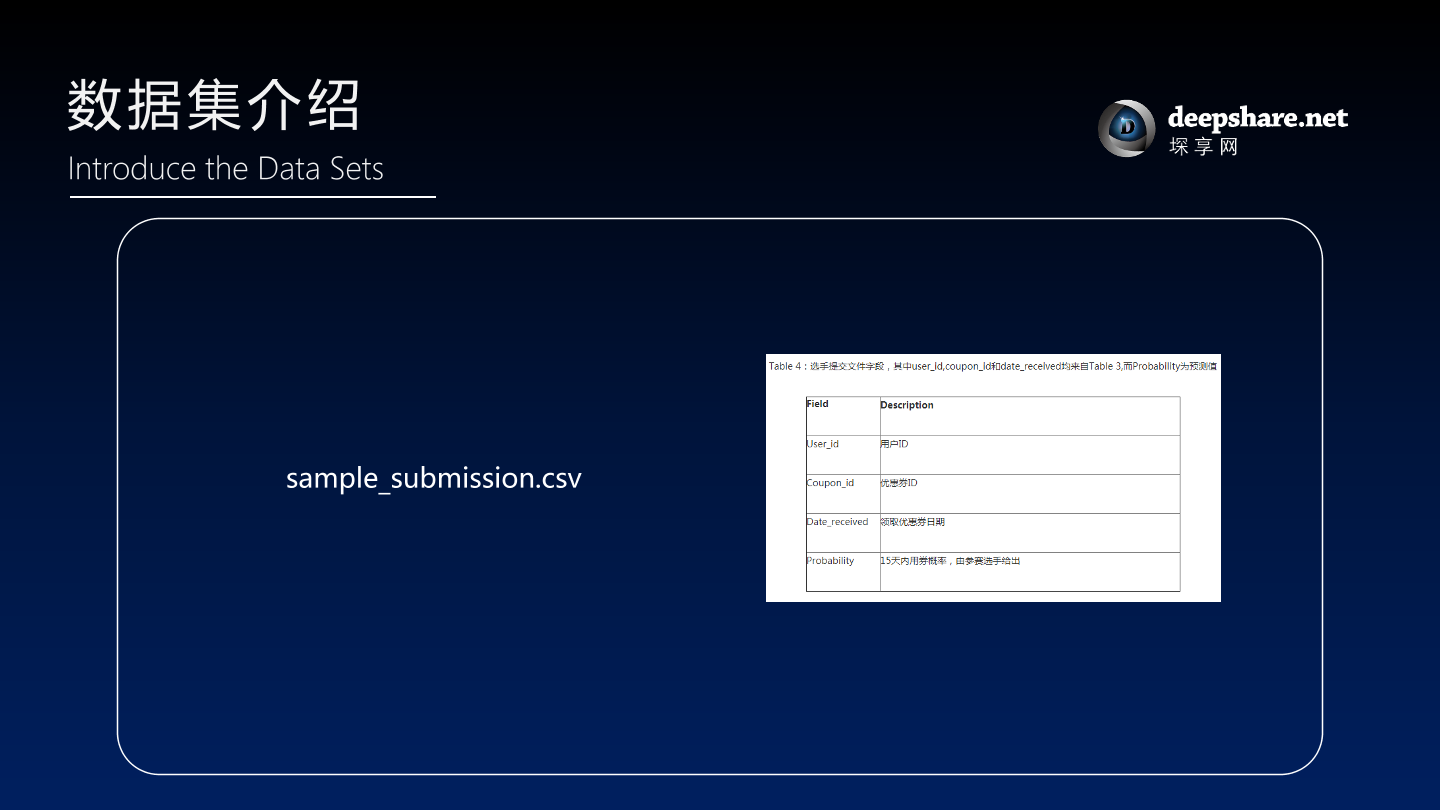 数据集介绍
Introduce the Data Sets
deepshare.net
深享网
sample_submission.csv
Table 4：选手提交文件字段，其中user_id,coupon_id和date_received均来自Table 3,而Probability为预测值
Field Description
User_id 用户ID
Coupon_id 优惠券ID
Date_received 领取优惠券日期
Probability 15天内用券概率，由参赛选手给出